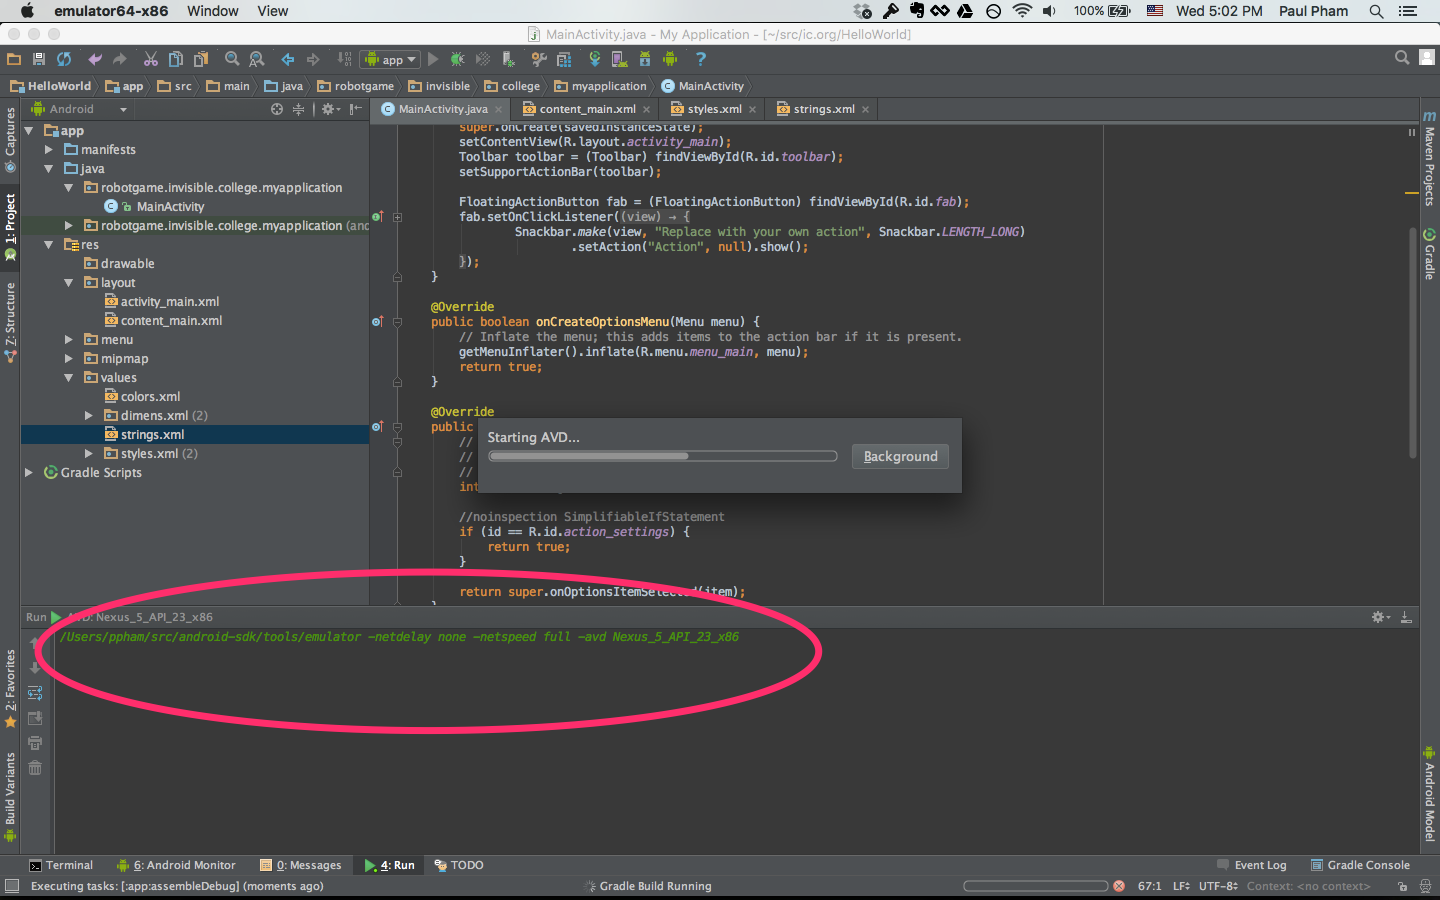 emulator64-x86 Window View 100% Wed 5:02 PM Paul Pham
MainActivity.java - My Application - [~/src/ic.org/HelloWorld]
app
HelloWorld app src main java robotgame invisible college myapplication MainActivity
Android
MainActivity.java content_main.xml styles.xml strings.xml
Captures
1: Project
Z: Structure
2: Favorites
Build Variants
app
manifests
java
robotgame.invisible.college.myapplication
MainActivity
robotgame.invisible.college.myapplication (and
res
drawable
layout
activity_main.xml
content_main.xml
menu
mipmap
values
colors.xml
dimens.xml (2)
strings.xml
styles.xml (2)
Gradle Scripts
super.onCreate(savedInstanceState);
setContentView(R.layout.activity_main);
Toolbar toolbar = (Toolbar) findViewById(R.id.toolbar);
setSupportActionBar(toolbar);
FloatingActionButton fab = (FloatingActionButton) findViewById(R.id.fab);
fab.setOnClickListener((view) → {
Snackbar.make(view, "Replace with your own action", Snackbar.LENGTH_LONG)
.setAction("Action", null).show();
});
}
@Override
public boolean onCreateOptionsMenu(Menu menu) {
// Inflate the menu; this adds items to the action bar if it is present.
getMenuInflater().inflate(R.menu.menu_main, menu);
return true;
}
@Override
public
//
//
//
int
Starting AVD...
Background
//noinspection SimplifiableIfStatement
if (id == R.id.action_settings) {
return true;
}
return super.onOptionsItemSelected(item);
Maven Projects
Gradle
Android Model
Run AVD: Nexus_5_API_23_x86
/Users/ppham/src/android-sdk/tools/emulator -netdelay none -netspeed full -avd Nexus_5_API_23_x86
Terminal 6: Android Monitor 0: Messages 4: Run TODO Event Log Gradle Console
Executing tasks: [:app:assembleDebug] (moments ago) Gradle Build Running 67:1 LF UTF-8 Context: <no context>